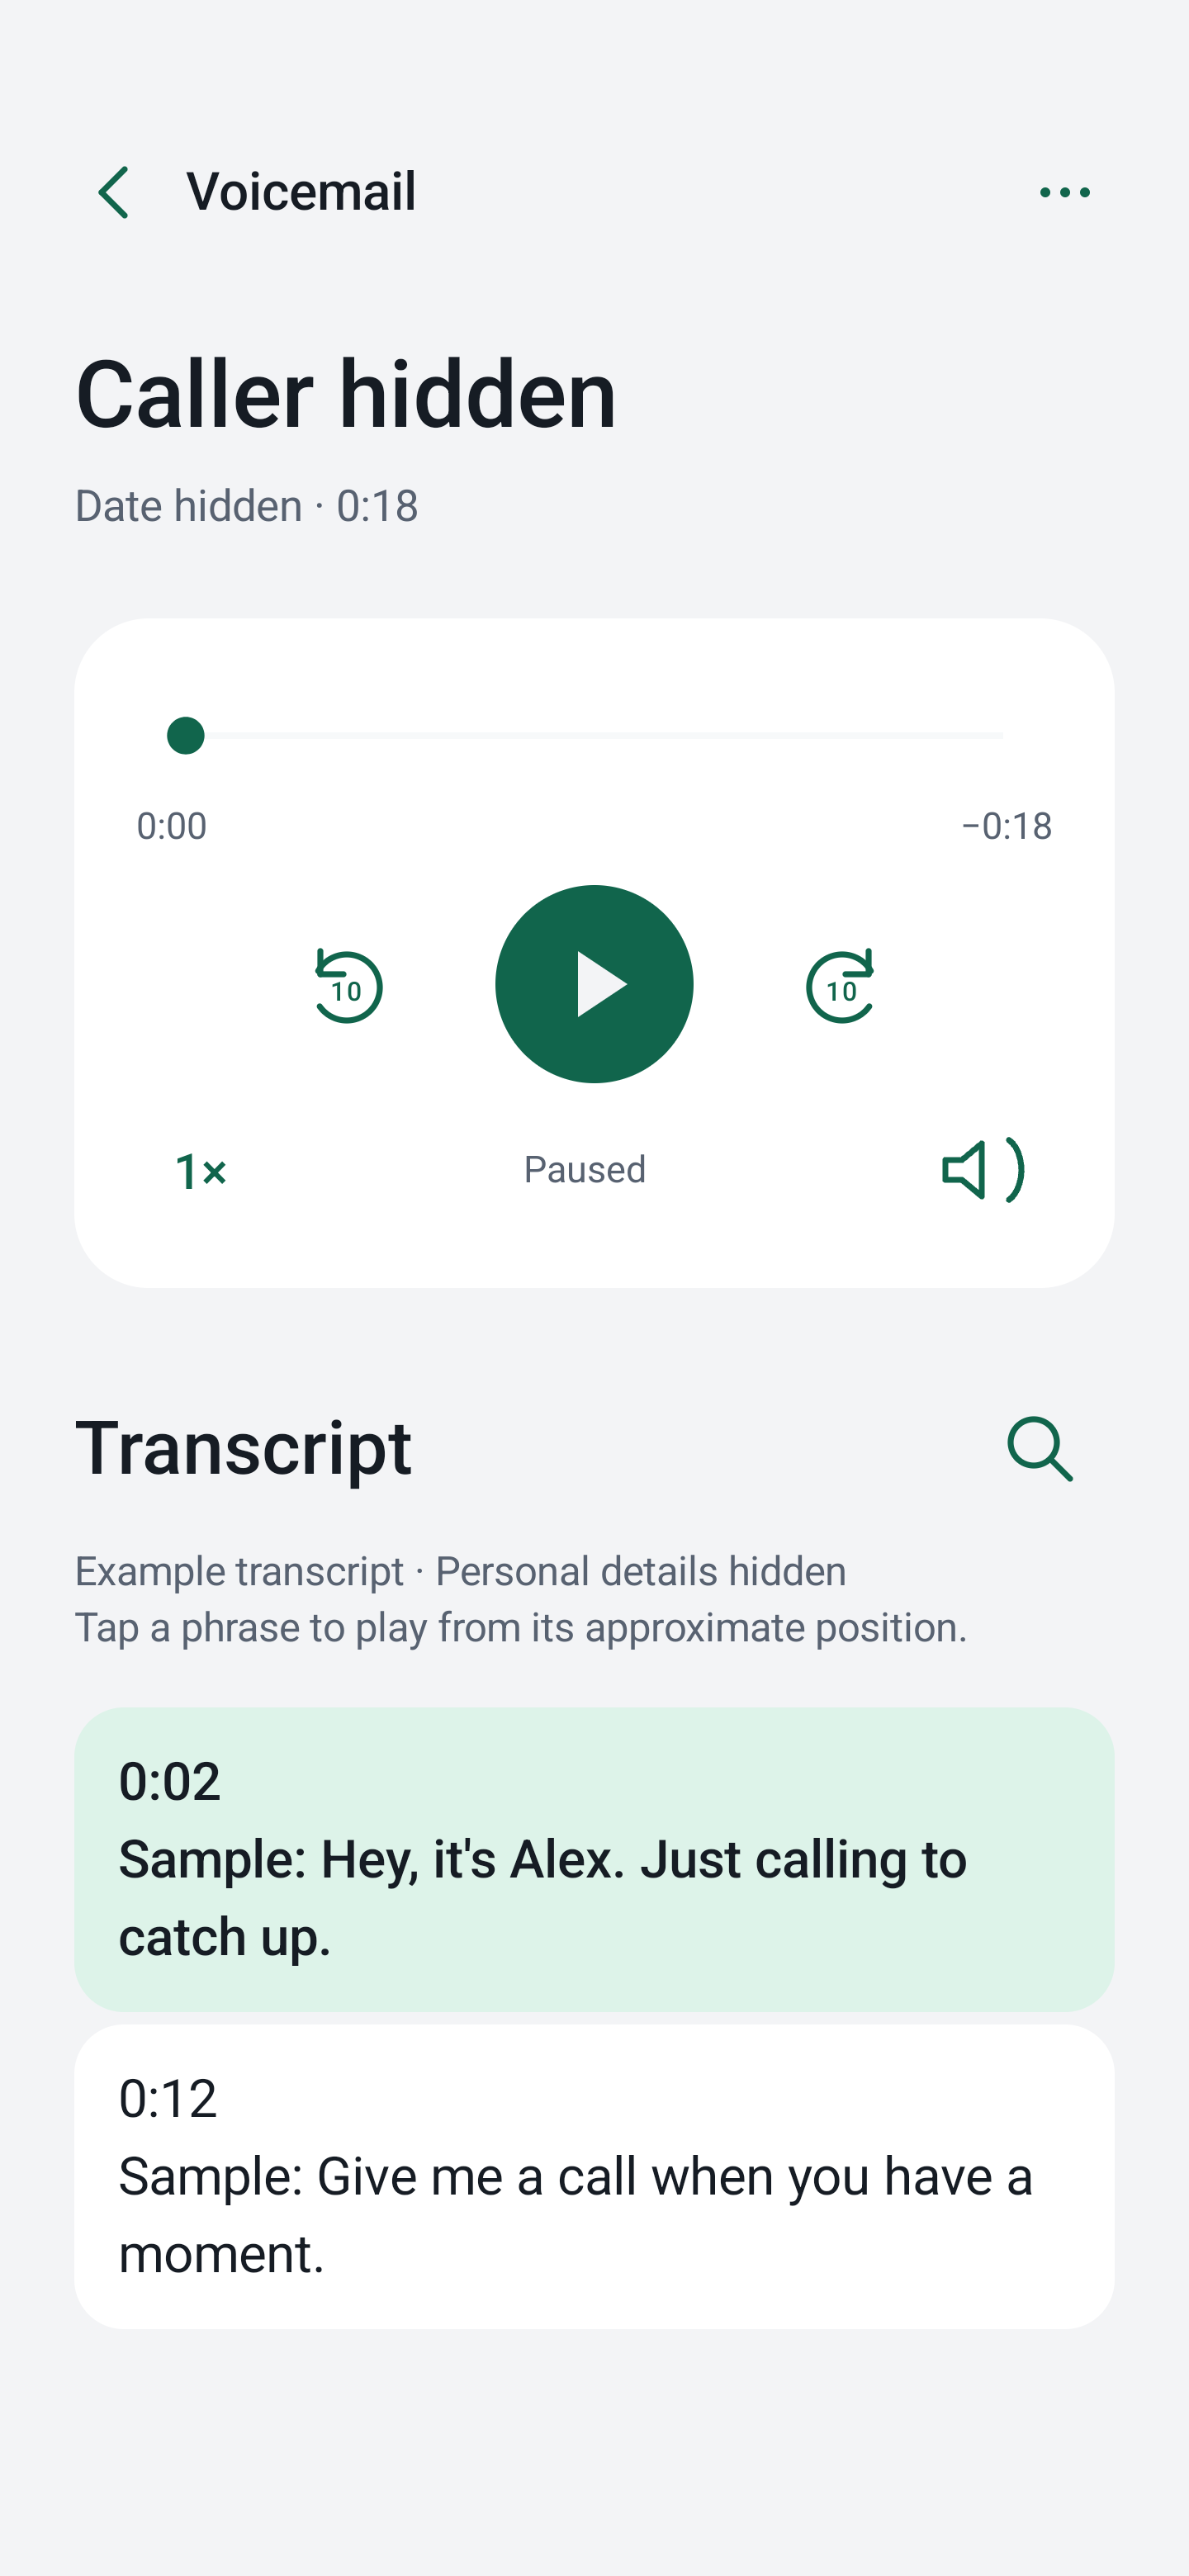 Voicemail
Caller hidden
Date hidden · 0:18
0:00
−0:18
10
10
1×
Paused
Transcript
Example transcript · Personal details hidden
Tap a phrase to play from its approximate position.
0:02
Sample: Hey, it's Alex. Just calling to
catch up.
0:12
Sample: Give me a call when you have a
moment.